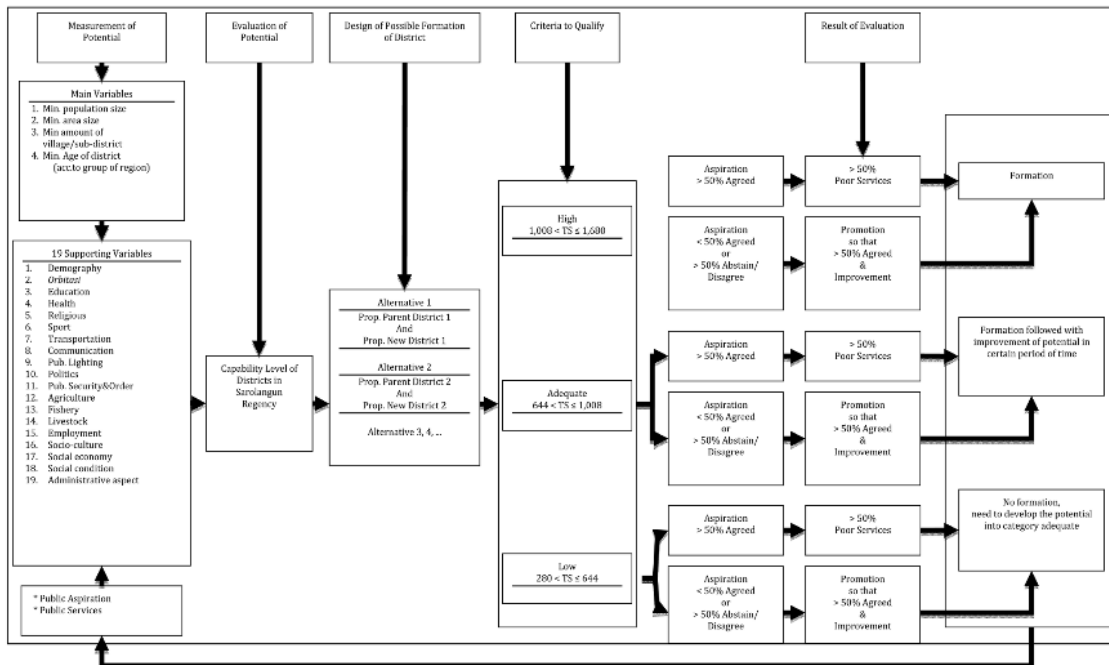 Measurement of
Potential
Evaluation of
Potential
Design of Possible Formation
of District
Criteria to Qualify
Result of Evaluation
Main Variables
1. Min. population size
2. Min. area size
3. Min amount of
village/sub-district
4. Min. Age of district
(acc.to group of region)
19 Supporting Variables
1. Demography
2. Orbitasi
3. Education
4. Health
5. Religious
6. Sport
7. Transportation
8. Communication
9. Pub. Lighting
10. Politics
11. Pub. Security&Order
12. Agriculture
13. Fishery
14. Livestock
15. Employment
16. Socio-culture
17. Social economy
18. Social condition
19. Administrative aspect
* Public Aspiration
* Public Services
Capability Level of
Districts in
Sarolangun
Regency
Alternative 1
Prop. Parent District 1
And
Prop. New District 1
Alternative 2
Prop. Parent District 2
And
Prop. New District 2
Alternative 3, 4, ...
High
1,008 < TS ≤ 1,680
Adequate
644 < TS ≤ 1,008
Low
280 < TS ≤ 644
Aspiration
> 50% Agreed
> 50%
Poor Services
Formation
Aspiration
< 50% Agreed
or
> 50% Abstain/
Disagree
Promotion
so that
> 50% Agreed
&
Improvement
Aspiration
> 50% Agreed
> 50%
Poor Services
Formation followed with
improvement of potential in
certain period of time
Aspiration
< 50% Agreed
or
> 50% Abstain/
Disagree
Promotion
so that
> 50% Agreed
&
Improvement
Aspiration
> 50% Agreed
> 50%
Poor Services
No formation,
need to develop the potential
into category adequate
Aspiration
< 50% Agreed
or
> 50% Abstain/
Disagree
Promotion
so that
> 50% Agreed
&
Improvement